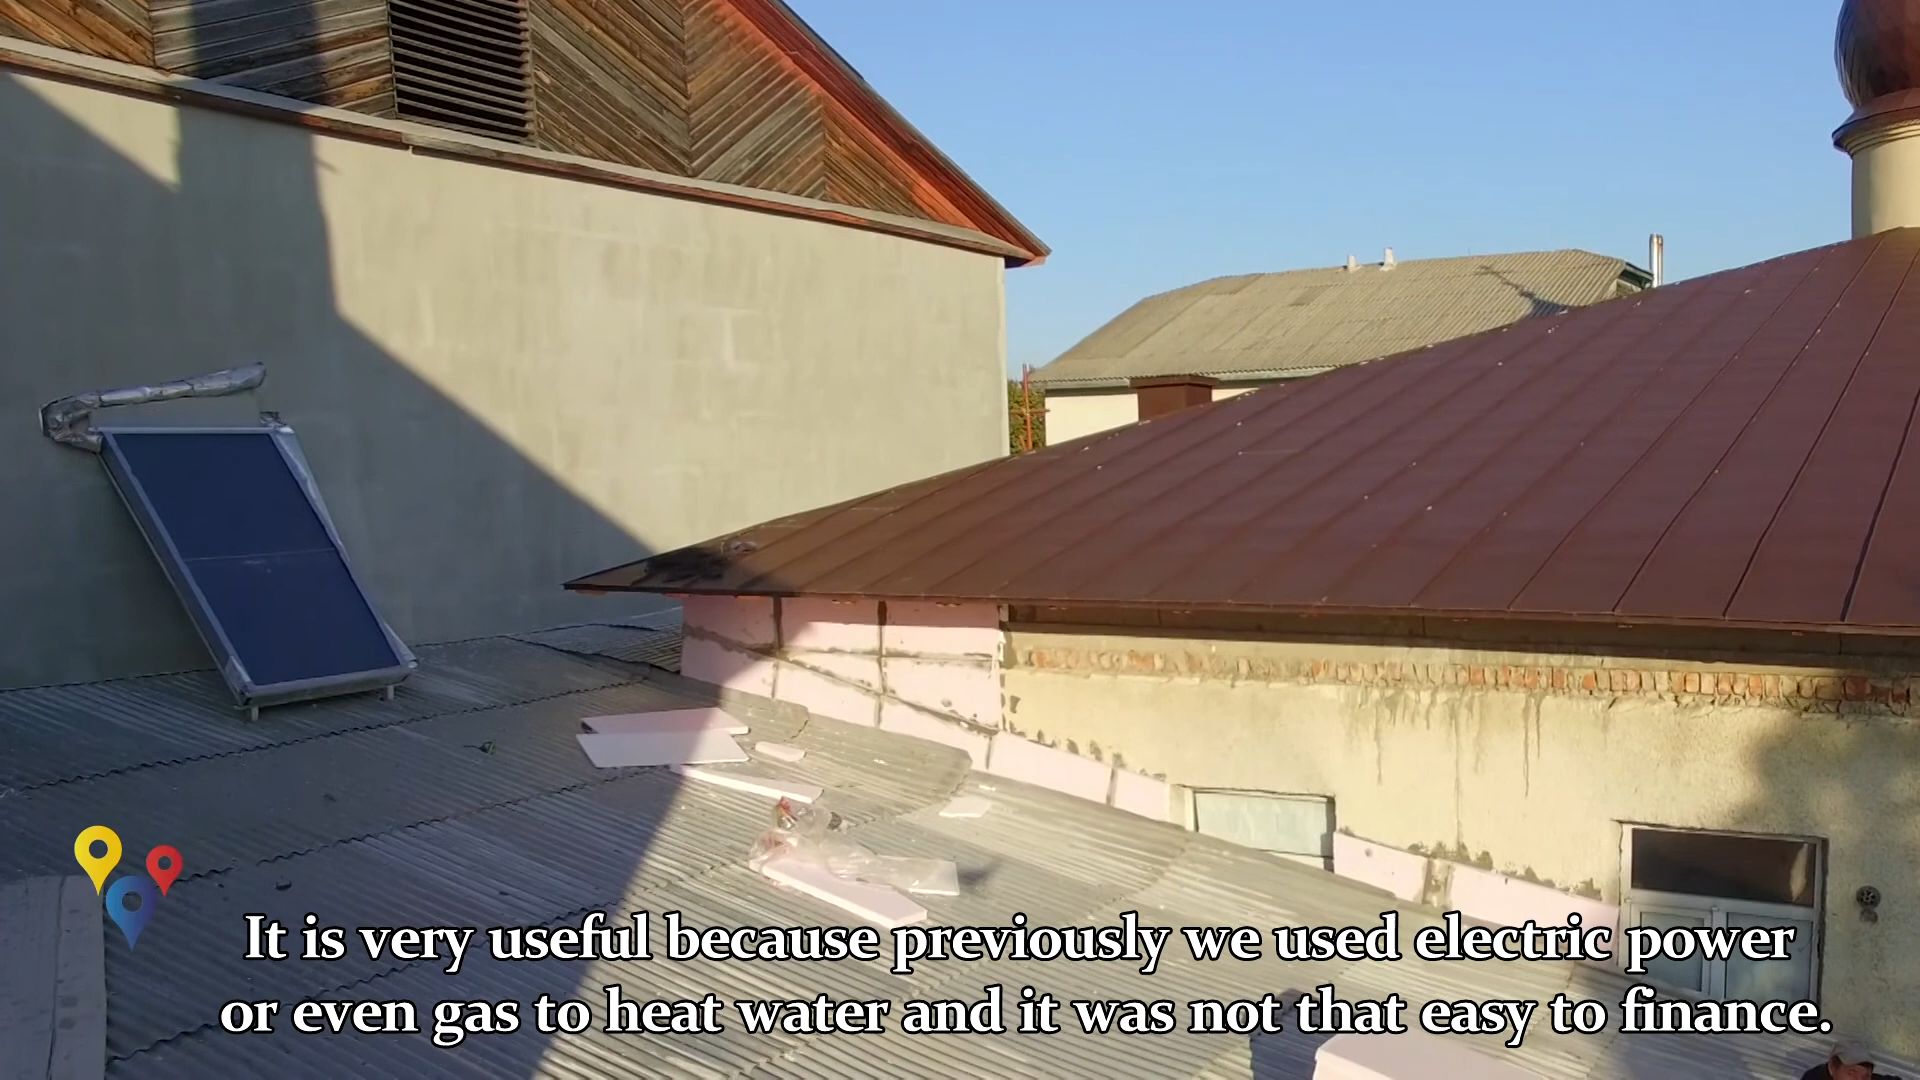 It is very useful because previously we used electric power
or even gas to heat water and it was not that easy to finance.